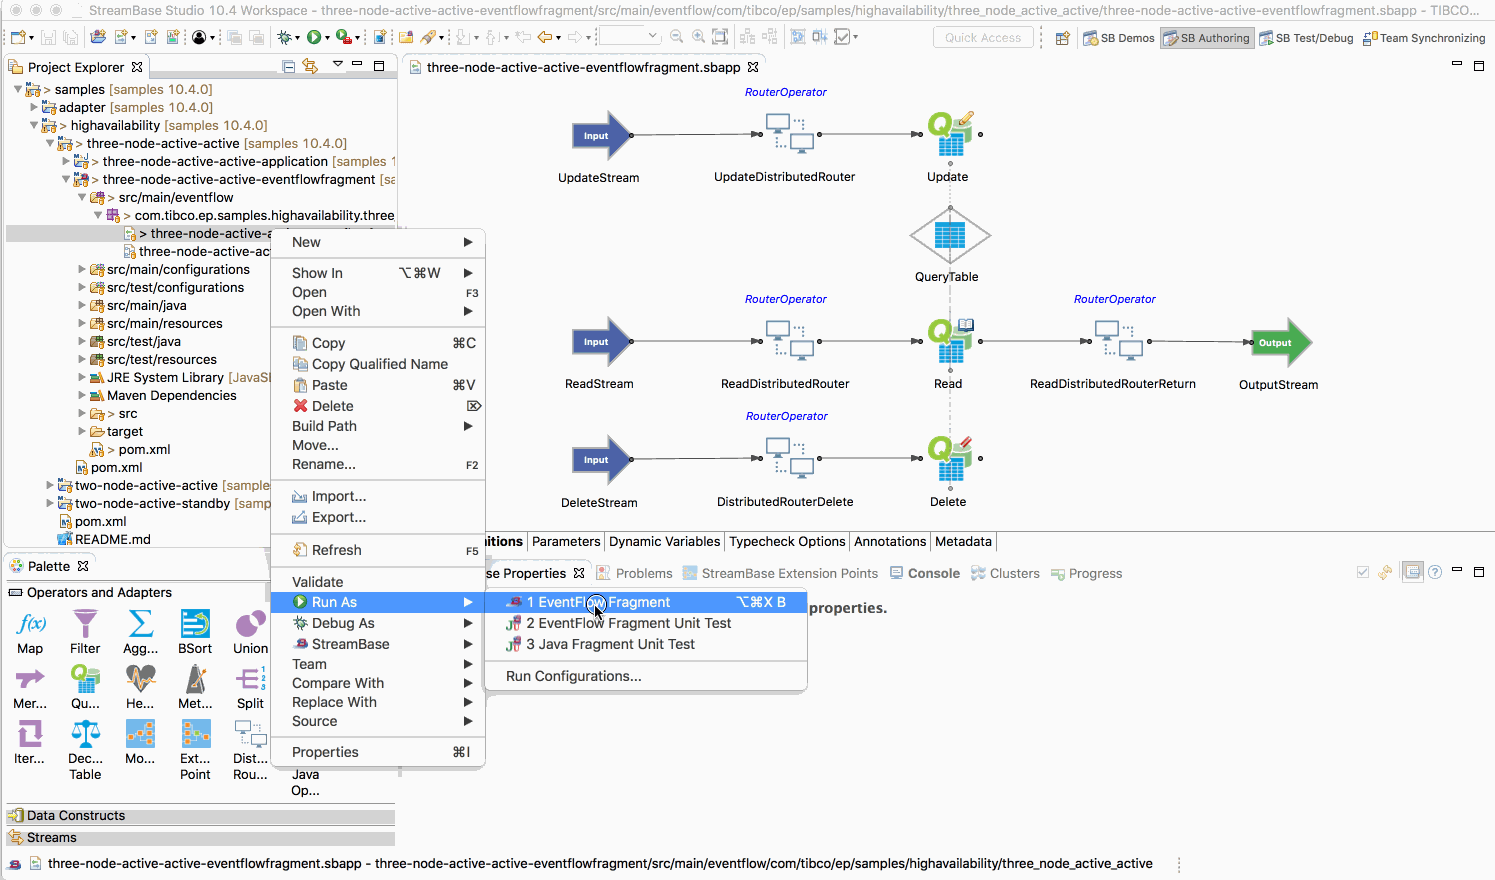 StreamBase Studio 10.4 Workspace - three-node-active-active-eventflowfragment/src/main/eventflow/com/tibco/ep/samples/highavailability/three_node_active_active/three-node-active-active-eventflowfragment.sbapp - TIBCO...
Quick Access
SB Demos
SB Authoring
SB Test/Debug
Team Synchronizing
Project Explorer
> samples [samples 10.4.0]
adapter [samples 10.4.0]
> highavailability [samples 10.4.0]
> three-node-active-active [samples 10.4.0]
> three-node-active-active-application [samples 1
> three-node-active-active-eventflowfragment [sa
> src/main/eventflow
> com.tibco.ep.samples.highavailability.three_
> three-node-active-a
three-node-active-ac
src/main/configurations
src/test/configurations
src/main/java
src/main/resources
src/test/java
src/test/resources
JRE System Library [JavaSE
Maven Dependencies
> src
target
> pom.xml
pom.xml
two-node-active-active [sample
two-node-active-standby [samp
pom.xml
README.md
New
Show In ⌥⌘W
Open F3
Open With
Copy ⌘C
Copy Qualified Name
Paste ⌘V
Delete ⌦
Build Path
Move...
Rename... F2
Import...
Export...
Refresh F5
Validate
Run As
Debug As
StreamBase
Team
Compare With
Replace With
Source
Properties ⌘I
1 EventFlow Fragment ⌥⌘X B
2 EventFlow Fragment Unit Test
3 Java Fragment Unit Test
Run Configurations...
three-node-active-active-eventflowfragment.sbapp
RouterOperator
Input
UpdateStream
UpdateDistributedRouter
Update
QueryTable
RouterOperator
RouterOperator
Input
Output
ReadStream
ReadDistributedRouter
Read
ReadDistributedRouterReturn
OutputStream
RouterOperator
Input
DeleteStream
DistributedRouterDelete
Delete
nitions
Parameters
Dynamic Variables
Typecheck Options
Annotations
Metadata
se Properties
Problems
StreamBase Extension Points
Console
Clusters
Progress
properties.
Palette
Operators and Adapters
f(x)
Map
Filter
Agg...
BSort
Union
Mer...
Qu...
He...
Met...
Split
Iter...
Dec... Table
Mo...
Ext... Point
Dist... Rou...
Java Op...
Data Constructs
Streams
three-node-active-active-eventflowfragment.sbapp - three-node-active-active-eventflowfragment/src/main/eventflow/com/tibco/ep/samples/highavailability/three_node_active_active